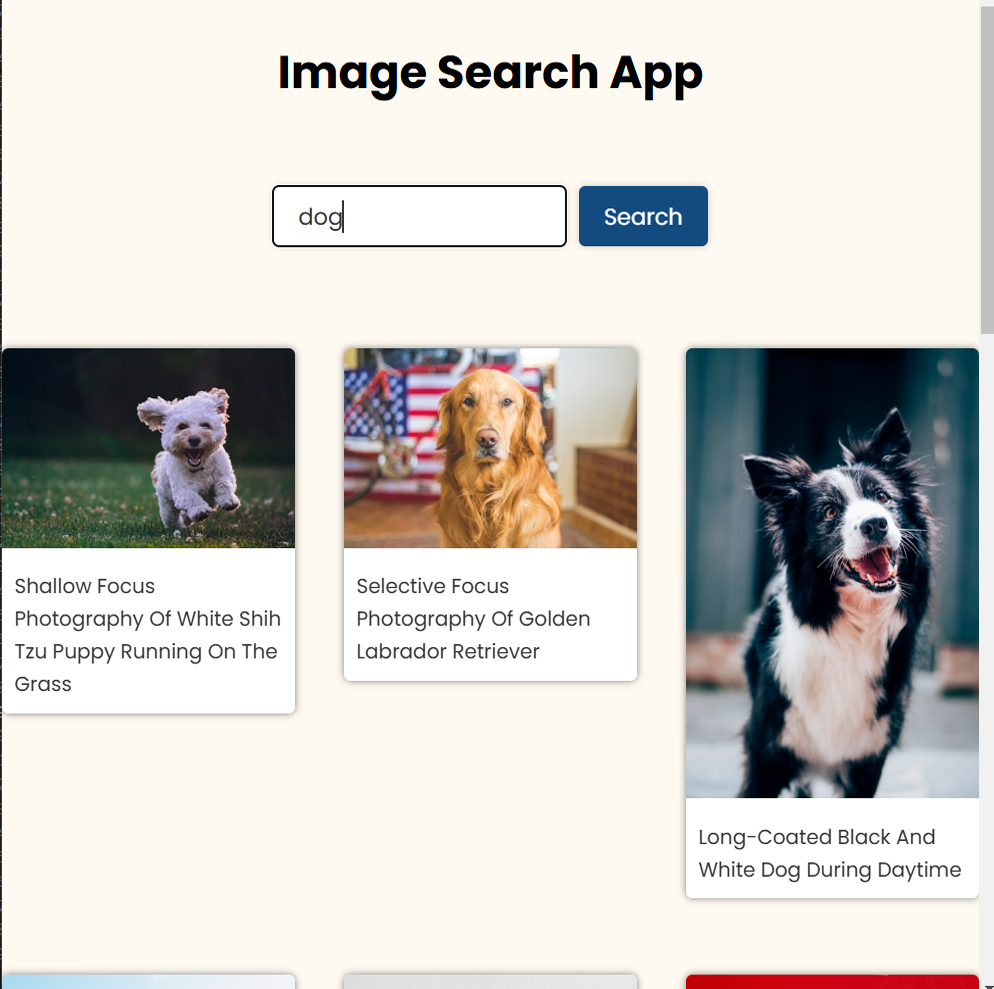 Image Search App
dog
Search
Shallow Focus
Photography Of White Shih
Tzu Puppy Running On The
Grass
Selective Focus
Photography Of Golden
Labrador Retriever
Long-Coated Black And
White Dog During Daytime